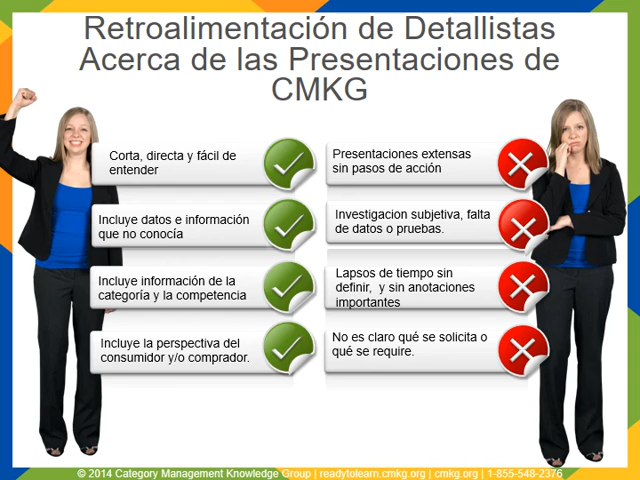 Retroalimentación de Detallistas
Acerca de las Presentaciones de
CMKG
Corta, directa y fácil de
entender
Incluye datos e información
que no conocía
Incluye información de la
categoría y la competencia
Incluye la perspectiva del
consumidor y/o comprador.
Presentaciones extensas
sin pasos de acción
Investigacion subjetiva, falta
de datos o pruebas.
Lapsos de tiempo sin
definir, y sin anotaciones
importantes
No es claro qué se solicita o
qué se require.
© 2014 Category Management Knowledge Group | readytolearn.cmkg.org | cmkg.org | 1-855-548-2376